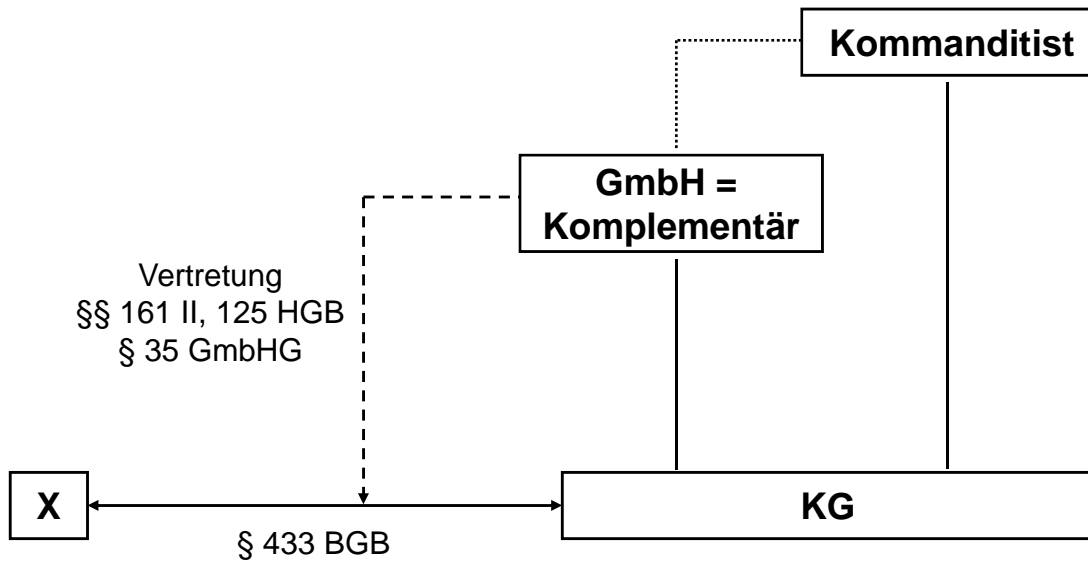 Kommanditist
GmbH =
Komplementär
Vertretung
§§ 161 II, 125 HGB
§ 35 GmbHG
X
KG
§ 433 BGB